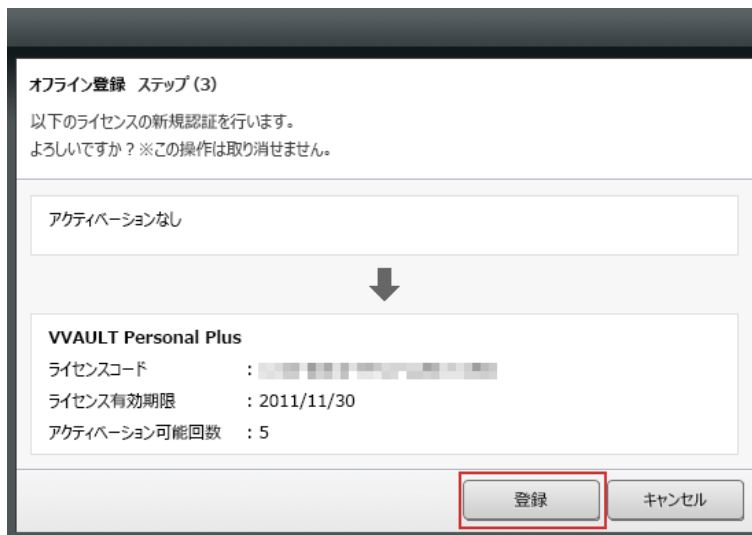 オフライン登録 ステップ(3)
以下のライセンスの新規認証を行います。
よろしいですか？※この操作は取り消せません。
アクティベーションなし
VVAULT Personal Plus
ライセンスコード :
ライセンス有効期限 : 2011/11/30
アクティベーション可能回数 : 5
登録 キャンセル